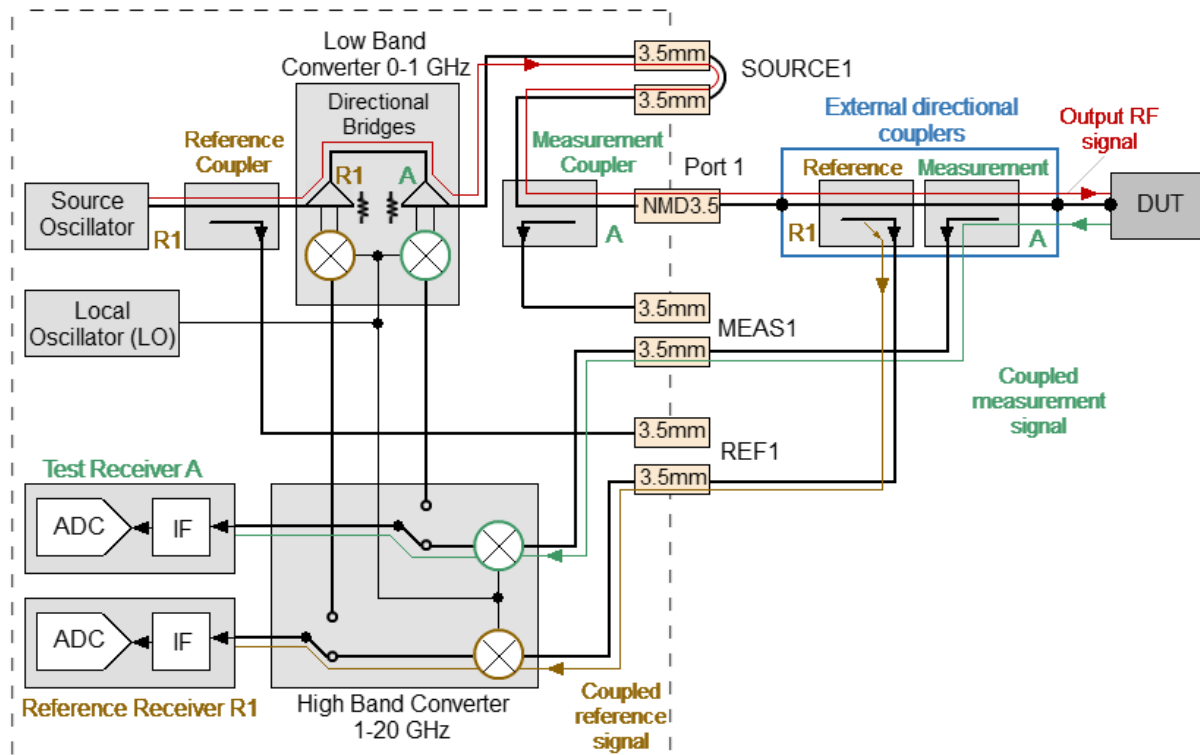 Low Band
Converter 0-1 GHz
Directional
Bridges
Reference
Coupler
R1
A
R1
Source
Oscillator
Local
Oscillator (LO)
3.5mm
3.5mm
SOURCE1
Measurement
Coupler
A
Port 1
NMD3.5
External directional
couplers
Reference
Measurement
R1
A
Output RF
signal
DUT
3.5mm
MEAS1
3.5mm
Coupled
measurement
signal
3.5mm
REF1
3.5mm
Test Receiver A
ADC
IF
ADC
IF
Reference Receiver R1
High Band Converter
1-20 GHz
Coupled
reference
signal